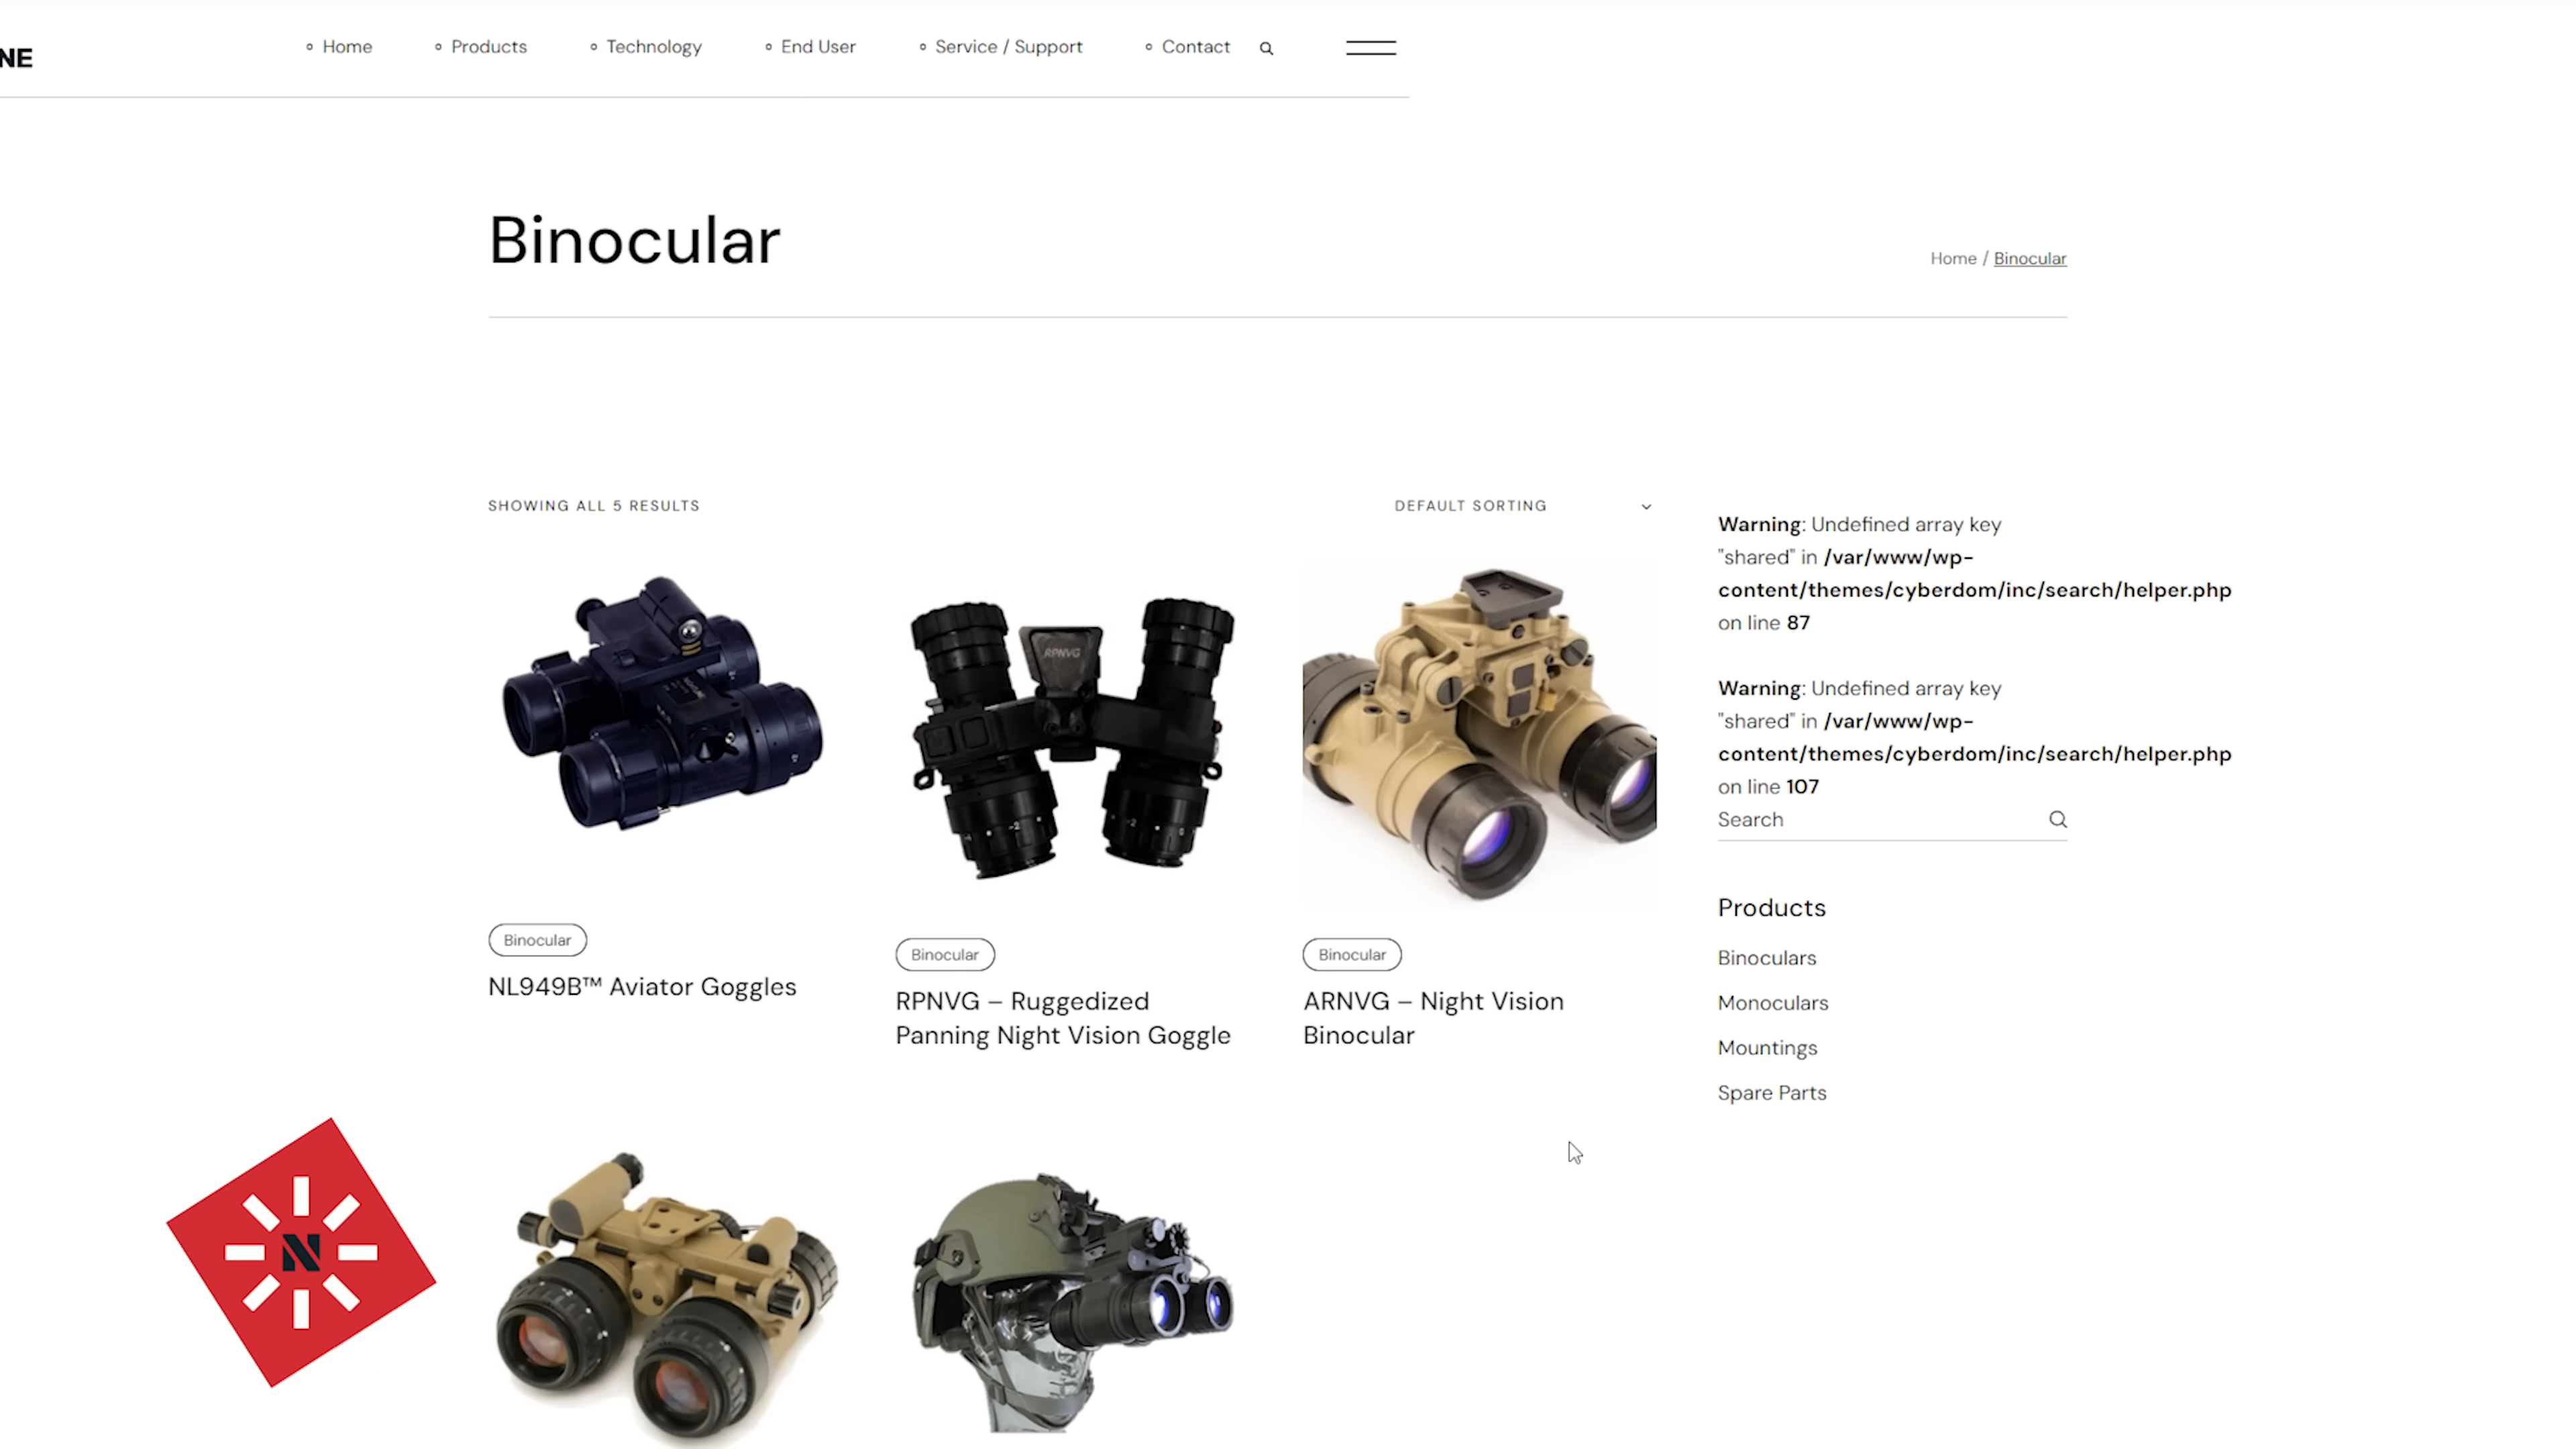 NE
Home
Products
Technology
End User
Service / Support
Contact
Binocular
Home / Binocular
SHOWING ALL 5 RESULTS
DEFAULT SORTING
RPNVG
-2
-2
0
Binocular
NL949B™ Aviator Goggles
Binocular
RPNVG – Ruggedized
Panning Night Vision Goggle
Binocular
ARNVG – Night Vision
Binocular
Warning: Undefined array key
"shared" in /var/www/wp-
content/themes/cyberdom/inc/search/helper.php
on line 87
Warning: Undefined array key
"shared" in /var/www/wp-
content/themes/cyberdom/inc/search/helper.php
on line 107
Search
Products
Binoculars
Monoculars
Mountings
Spare Parts
N